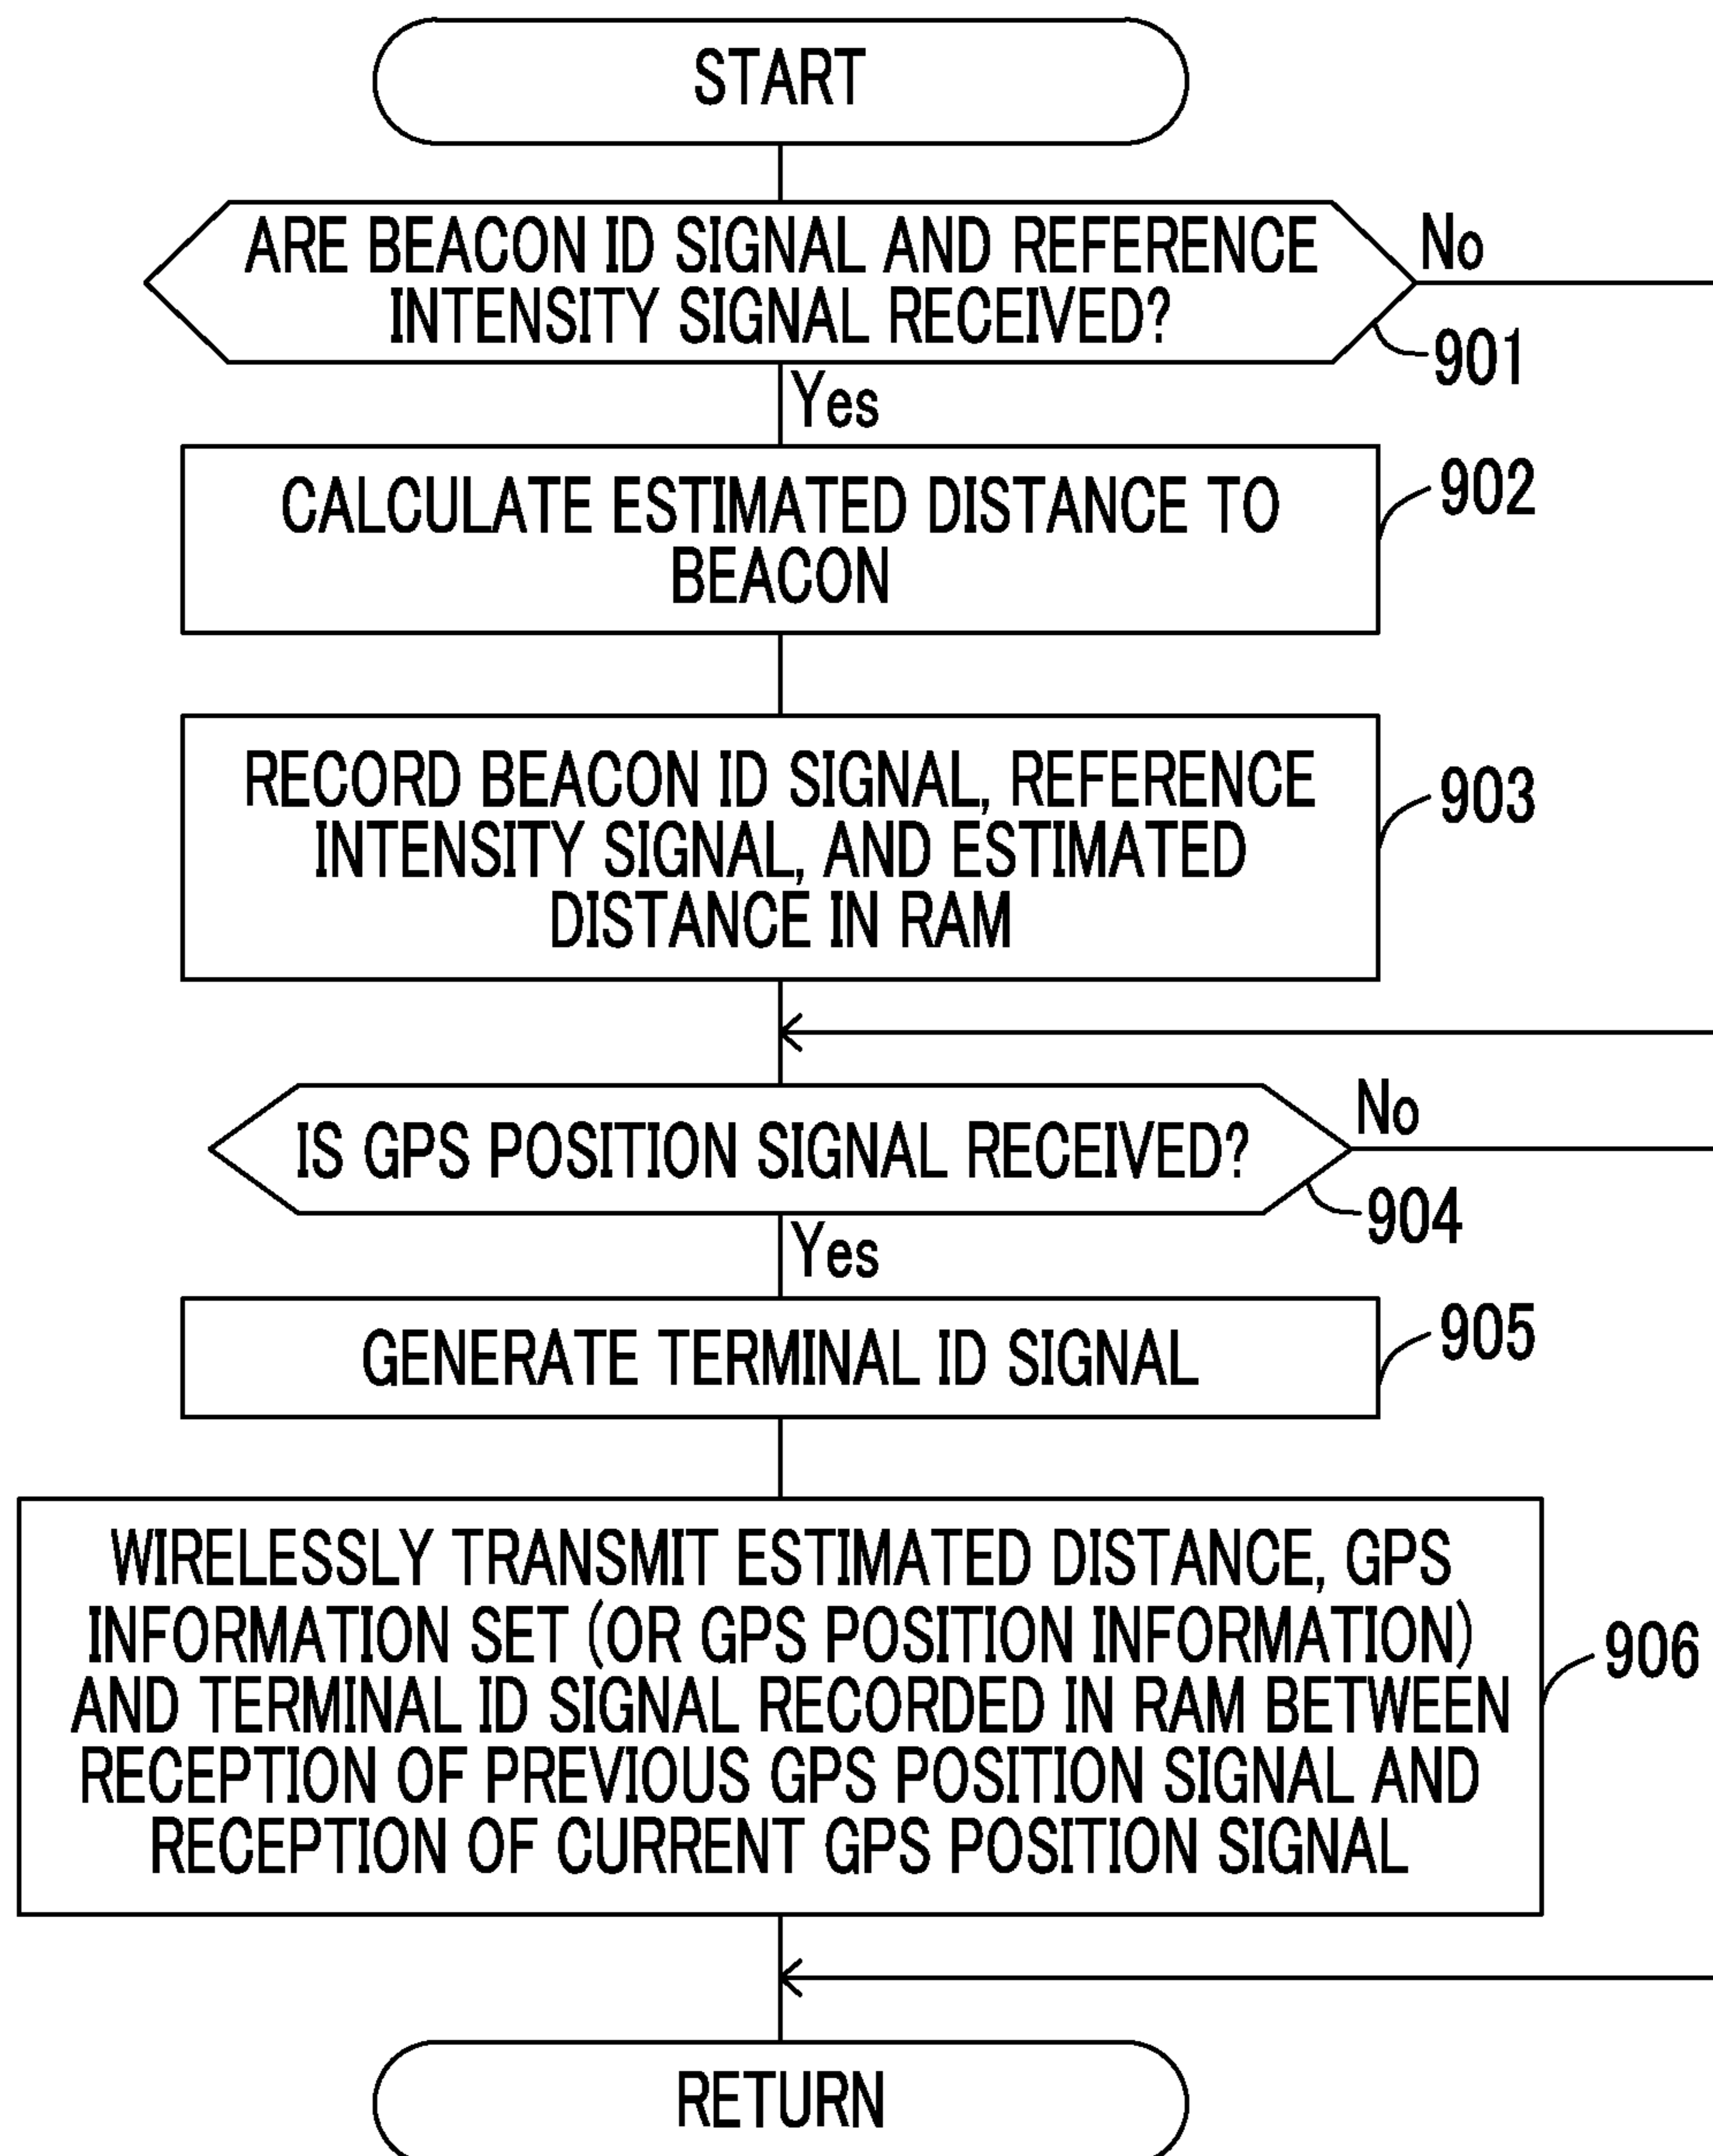 START
ARE BEACON ID SIGNAL AND REFERENCE
INTENSITY SIGNAL RECEIVED?
No
901
Yes
CALCULATE ESTIMATED DISTANCE TO
BEACON
902
RECORD BEACON ID SIGNAL, REFERENCE
INTENSITY SIGNAL, AND ESTIMATED
DISTANCE IN RAM
903
IS GPS POSITION SIGNAL RECEIVED?
No
904
Yes
GENERATE TERMINAL ID SIGNAL
905
WIRELESSLY TRANSMIT ESTIMATED DISTANCE, GPS
INFORMATION SET (OR GPS POSITION INFORMATION)
AND TERMINAL ID SIGNAL RECORDED IN RAM BETWEEN
RECEPTION OF PREVIOUS GPS POSITION SIGNAL AND
RECEPTION OF CURRENT GPS POSITION SIGNAL
906
RETURN